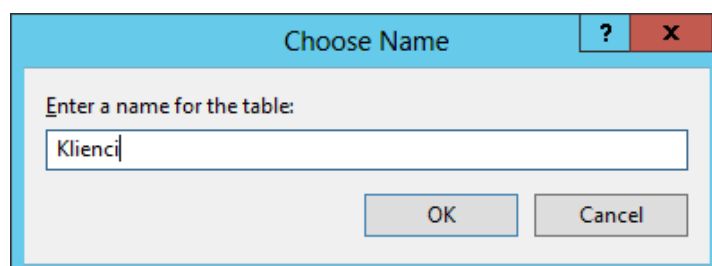 Choose Name
?
x
Enter a name for the table:
Klienci
OK
Cancel